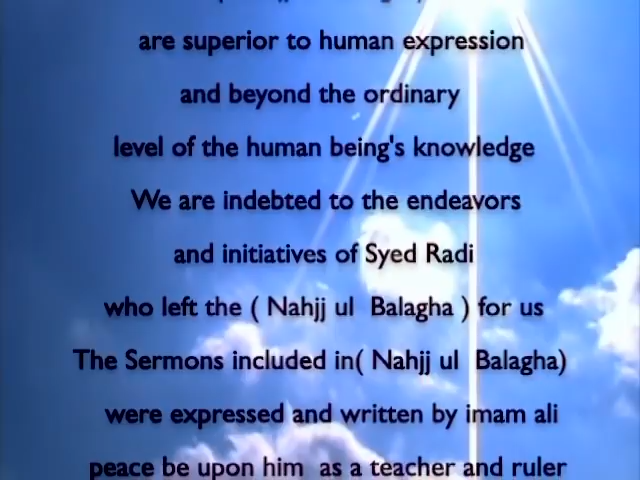 are superior to human expression
and beyond the ordinary
level of the human being's knowledge
We are indebted to the endeavors
and initiatives of Syed Radi
who left the ( Nahjj ul Balagha ) for us
The Sermons included in( Nahjj ul Balagha)
were expressed and written by imam ali
peace be upon him as a teacher and ruler